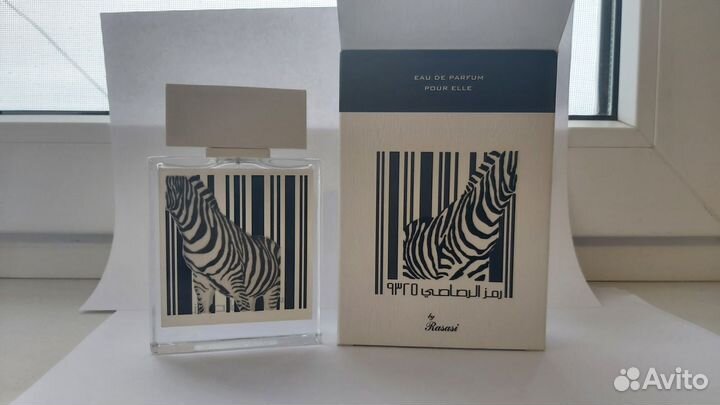 EAU DE PARFUM
POUR ELLE
رمز الرصاصي ٩٣٢٥
by
Rasasi
Avito